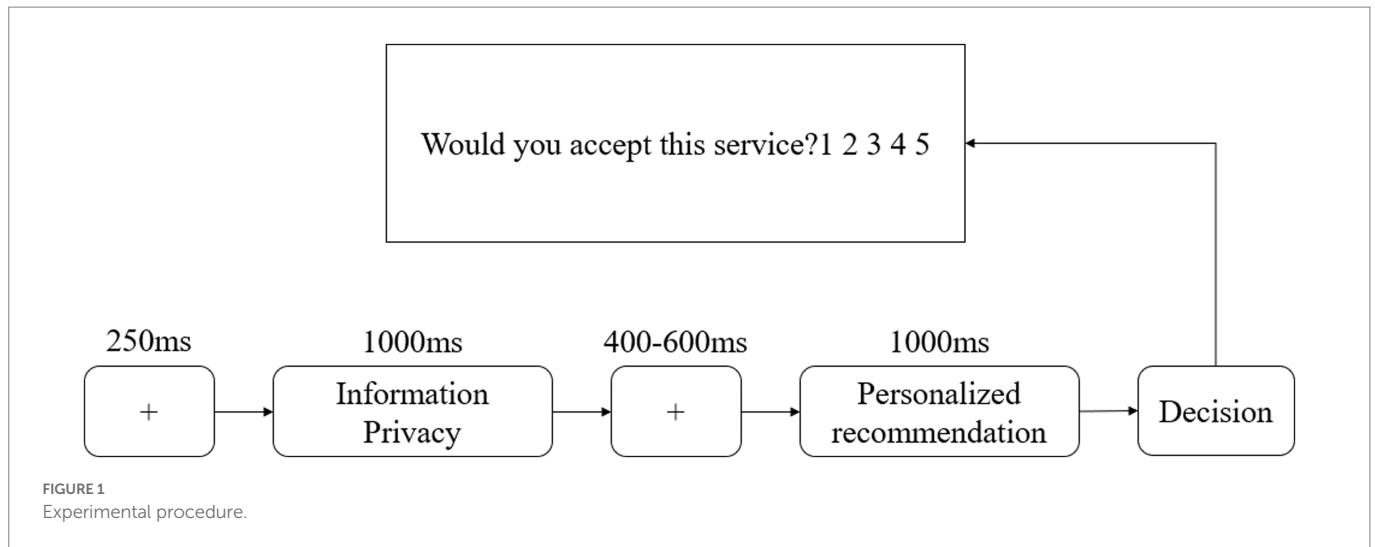 Would you accept this service?1 2 3 4 5
250ms
1000ms
400-600ms
1000ms
+
Information
Privacy
+
Personalized
recommendation
Decision
FIGURE 1
Experimental procedure.